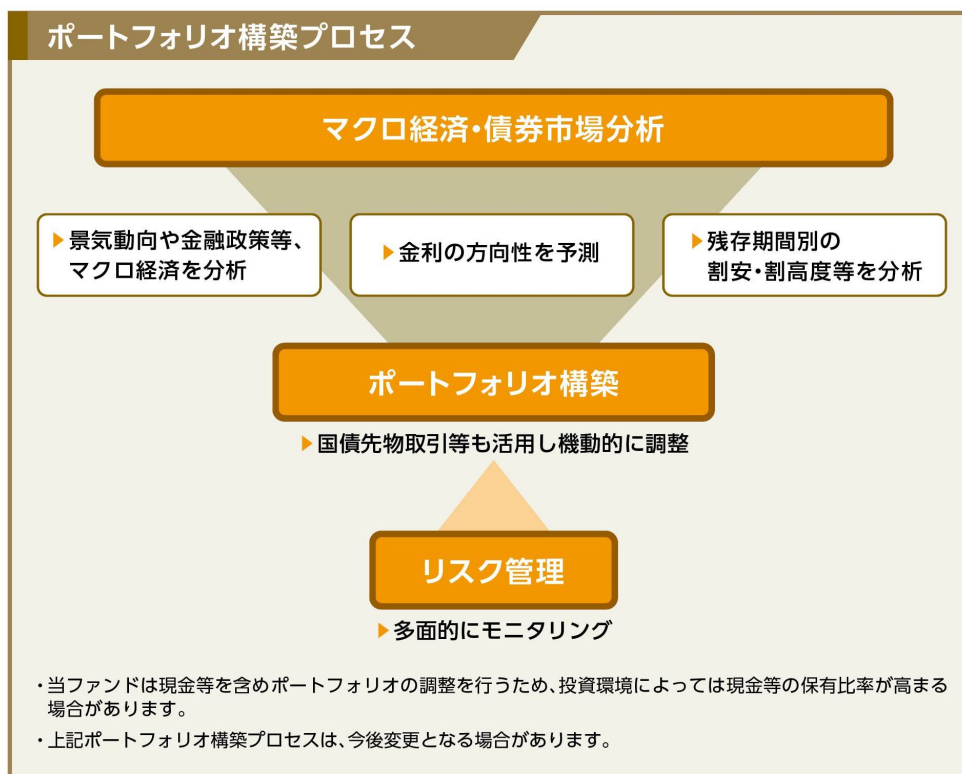 ポートフォリオ構築プロセス
マクロ経済・債券市場分析
▶景気動向や金融政策等、
マクロ経済を分析
▶金利の方向性を予測
▶残存期間別の
割安・割高度等を分析
ポートフォリオ構築
▶国債先物取引等も活用し機動的に調整
リスク管理
▶多面的にモニタリング
・当ファンドは現金等を含めポートフォリオの調整を行うため、投資環境によっては現金等の保有比率が高まる
場合があります。
・上記ポートフォリオ構築プロセスは、今後変更となる場合があります。